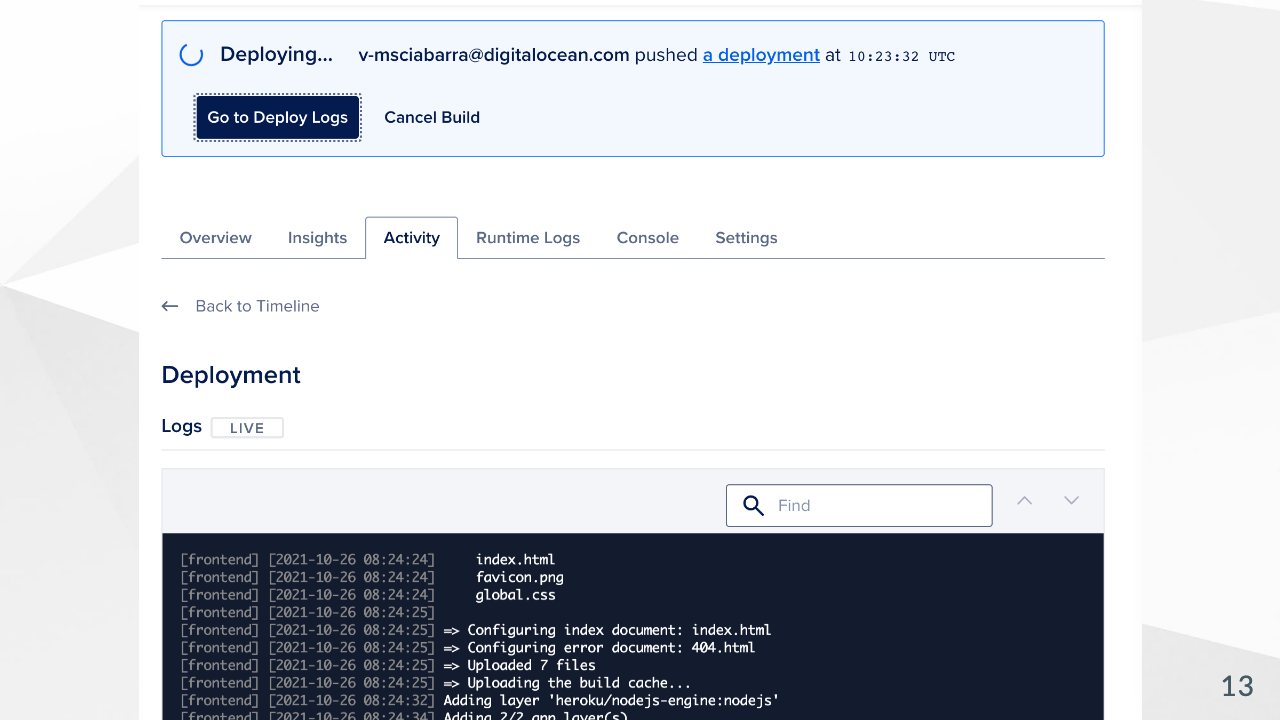 Deploying... v-msciabarra@digitalocean.com pushed a deployment at 10:23:32 UTC
Go to Deploy Logs Cancel Build
Overview Insights Activity Runtime Logs Console Settings
← Back to Timeline
Deployment
Logs LIVE
Find
[frontend] [2021-10-26 08:24:24] index.html
[frontend] [2021-10-26 08:24:24] favicon.png
[frontend] [2021-10-26 08:24:24] global.css
[frontend] [2021-10-26 08:24:25]
[frontend] [2021-10-26 08:24:25] => Configuring index document: index.html
[frontend] [2021-10-26 08:24:25] => Configuring error document: 404.html
[frontend] [2021-10-26 08:24:25] => Uploaded 7 files
[frontend] [2021-10-26 08:24:25] => Uploading the build cache...
[frontend] [2021-10-26 08:24:32] Adding layer 'heroku/nodejs-engine:nodejs'
[frontend] [2021-10-26 08:24:34] Adding 2/2 app layer(s)
13